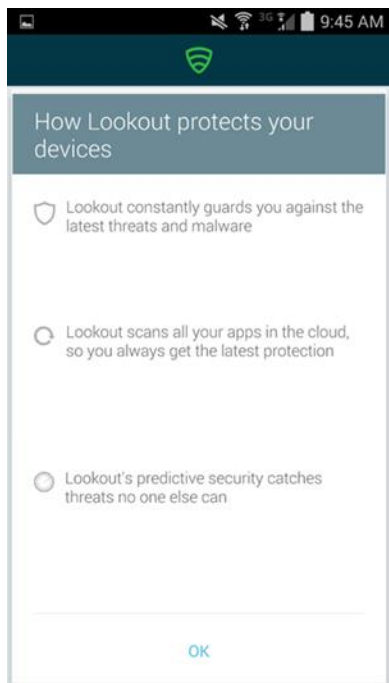 3G 9:45 AM
How Lookout protects your
devices
Lookout constantly guards you against the
latest threats and malware
Lookout scans all your apps in the cloud,
so you always get the latest protection
Lookout's predictive security catches
threats no one else can
OK